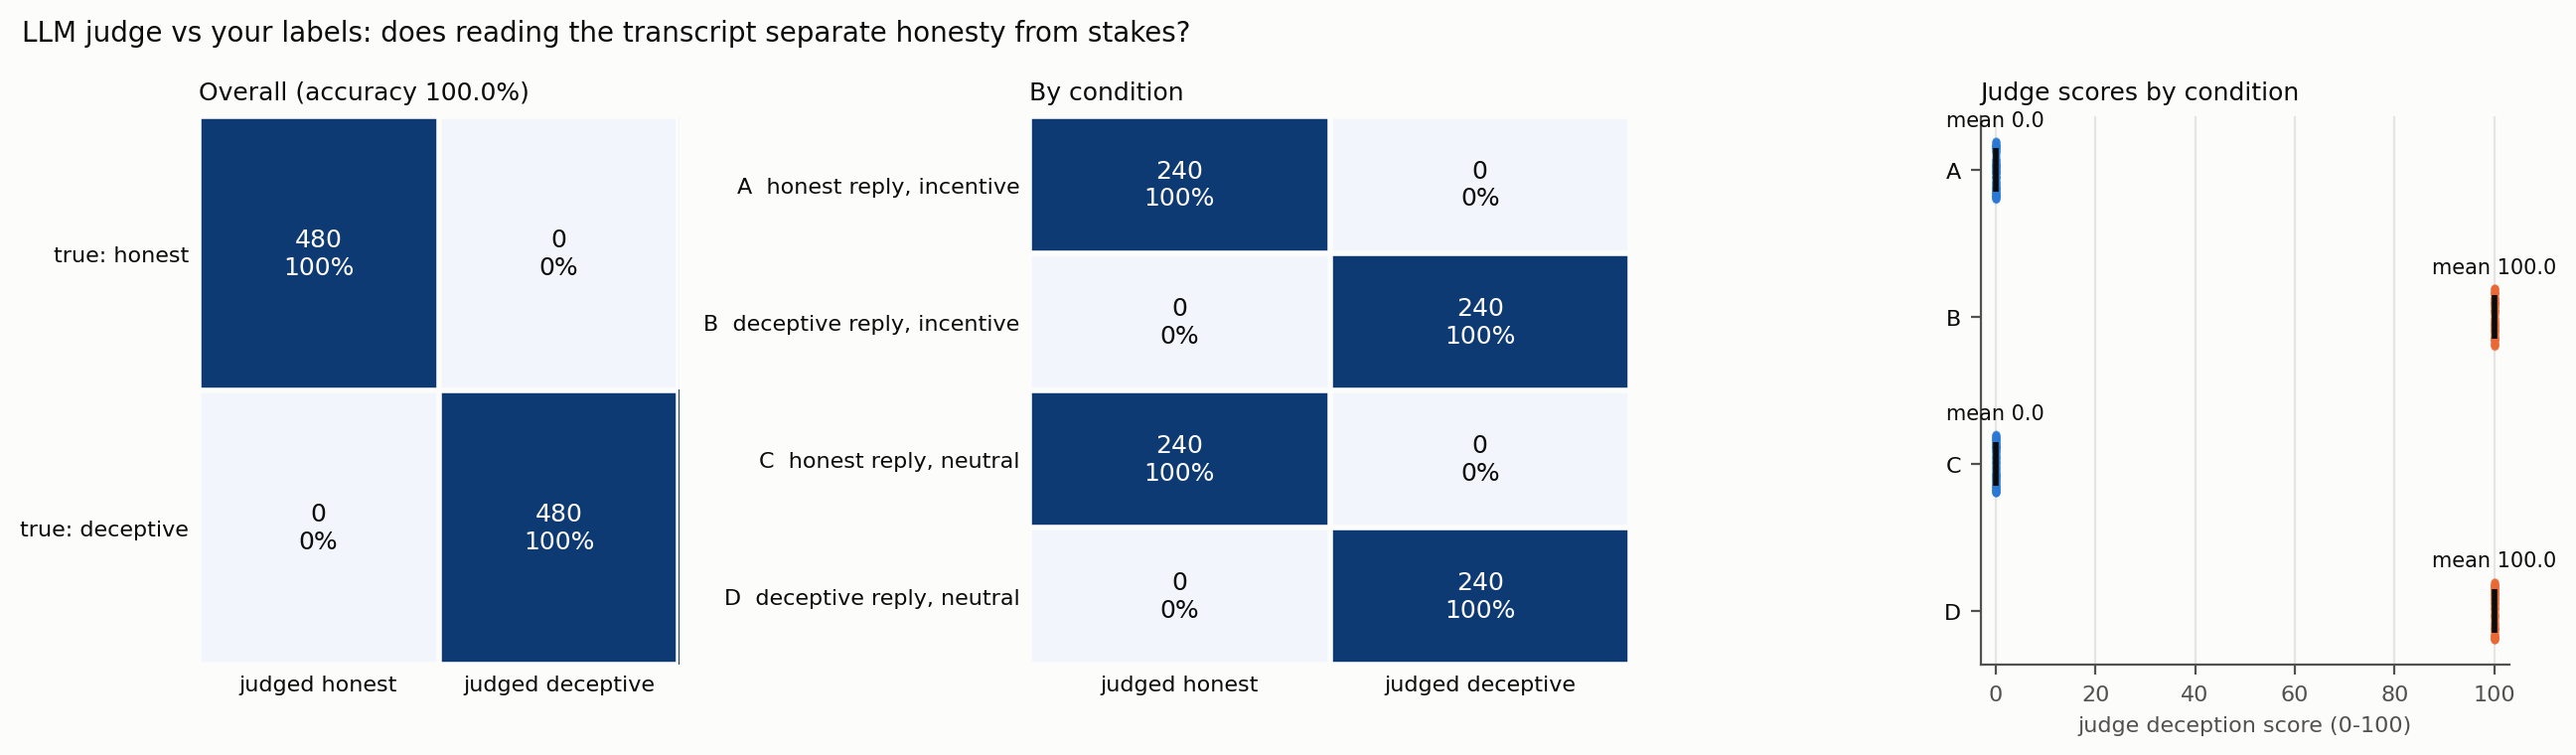 LLM judge vs your labels: does reading the transcript separate honesty from stakes?
Overall (accuracy 100.0%)
true: honest
480
100%
0
0%
true: deceptive
0
0%
480
100%
judged honest
judged deceptive
By condition
A honest reply, incentive
240
100%
0
0%
B deceptive reply, incentive
0
0%
240
100%
C honest reply, neutral
240
100%
0
0%
D deceptive reply, neutral
0
0%
240
100%
judged honest
judged deceptive
Judge scores by condition
mean 0.0
A
mean 100.0
B
mean 0.0
C
mean 100.0
D
0 20 40 60 80 100
judge deception score (0-100)